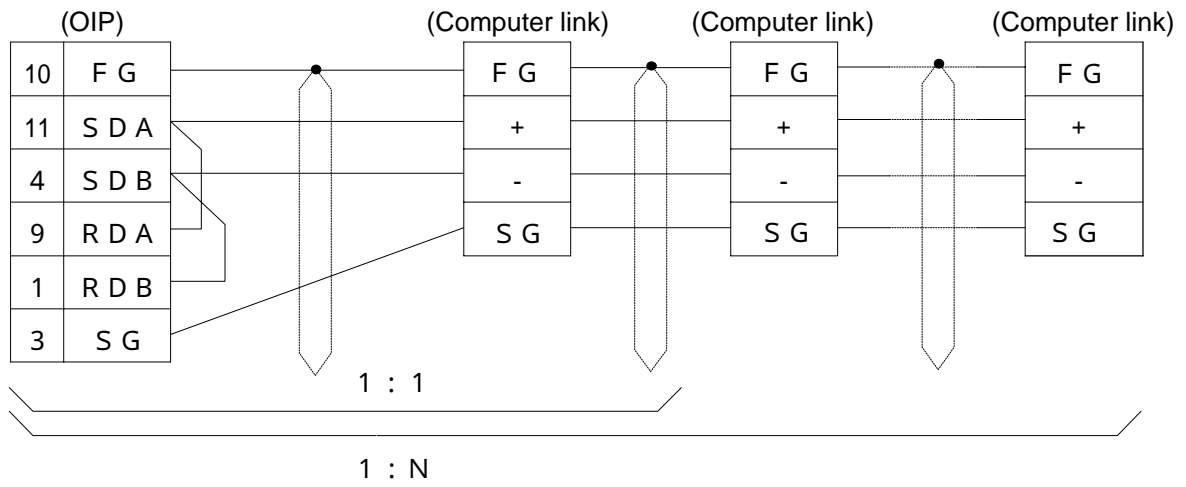 (OIP) (Computer link) (Computer link) (Computer link)
10 F G F G F G F G
11 S D A + + +
4 S D B - - -
9 R D A S G S G S G
1 R D B
3 S G
1 : 1
1 : N